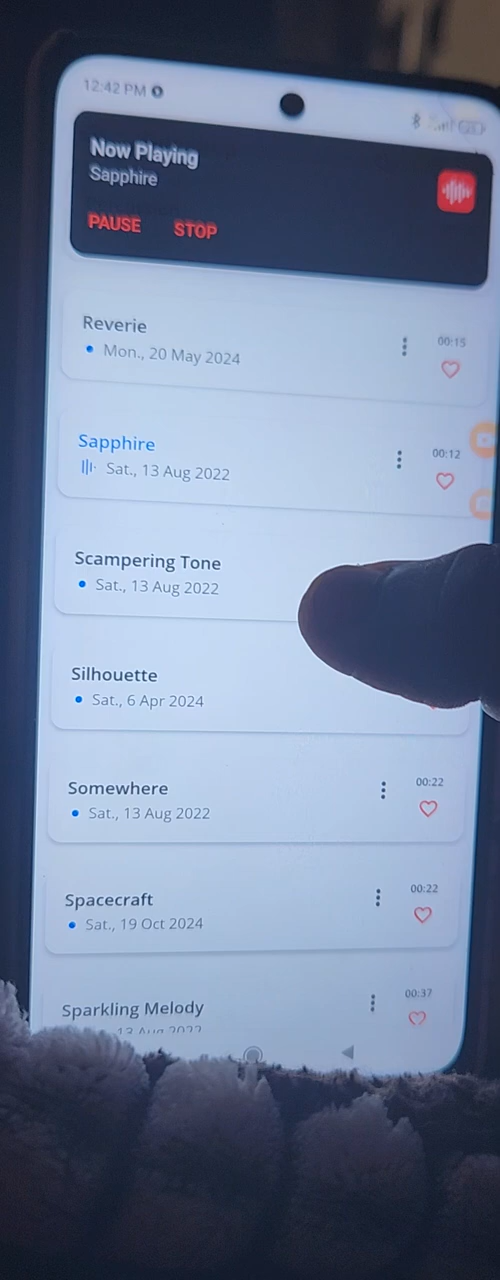 12:42 PM
Now Playing
Sapphire
PAUSE STOP
Reverie
00:15
Mon., 20 May 2024
Sapphire
00:12
Sat., 13 Aug 2022
Scampering Tone
Sat., 13 Aug 2022
Silhouette
Sat., 6 Apr 2024
Somewhere
00:22
Sat., 13 Aug 2022
Spacecraft
00:22
Sat., 19 Oct 2024
Sparkling Melody
00:37
13 Aug 2022